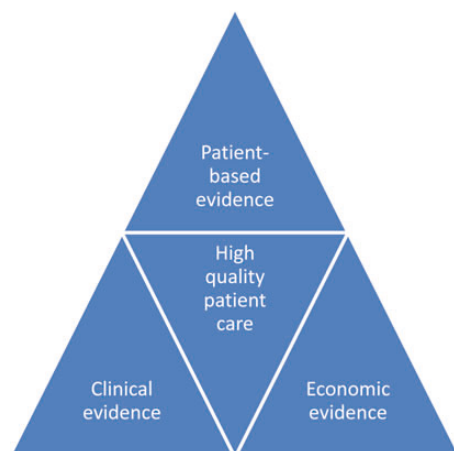 Patient-
based
evidence
High
quality
patient
care
Clinical
evidence
Economic
evidence